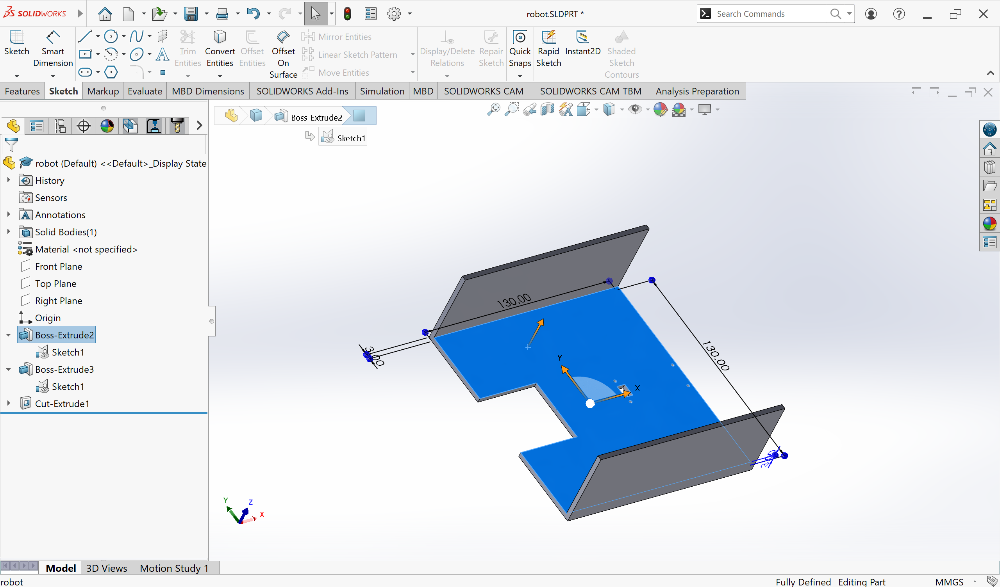 SOLIDWORKS
robot.SLDPRT *
Search Commands
Sketch
Smart Dimension
Trim Entities
Convert Entities
Offset Entities
Offset On Surface
Mirror Entities
Linear Sketch Pattern
Move Entities
Display/Delete Relations
Repair Sketch
Quick Snaps
Rapid Sketch
Instant2D
Shaded Sketch Contours
Features
Sketch
Markup
Evaluate
MBD Dimensions
SOLIDWORKS Add-Ins
Simulation
MBD
SOLIDWORKS CAM
SOLIDWORKS CAM TBM
Analysis Preparation
Boss-Extrude2
Sketch1
robot (Default) <<Default>_Display State
History
Sensors
Annotations
Solid Bodies(1)
Material <not specified>
Front Plane
Top Plane
Right Plane
Origin
Boss-Extrude2
Sketch1
Boss-Extrude3
Sketch1
Cut-Extrude1
130.00
130.00
3.00
Y
X
Y
Z
X
Model
3D Views
Motion Study 1
robot
Fully Defined
Editing Part
MMGS